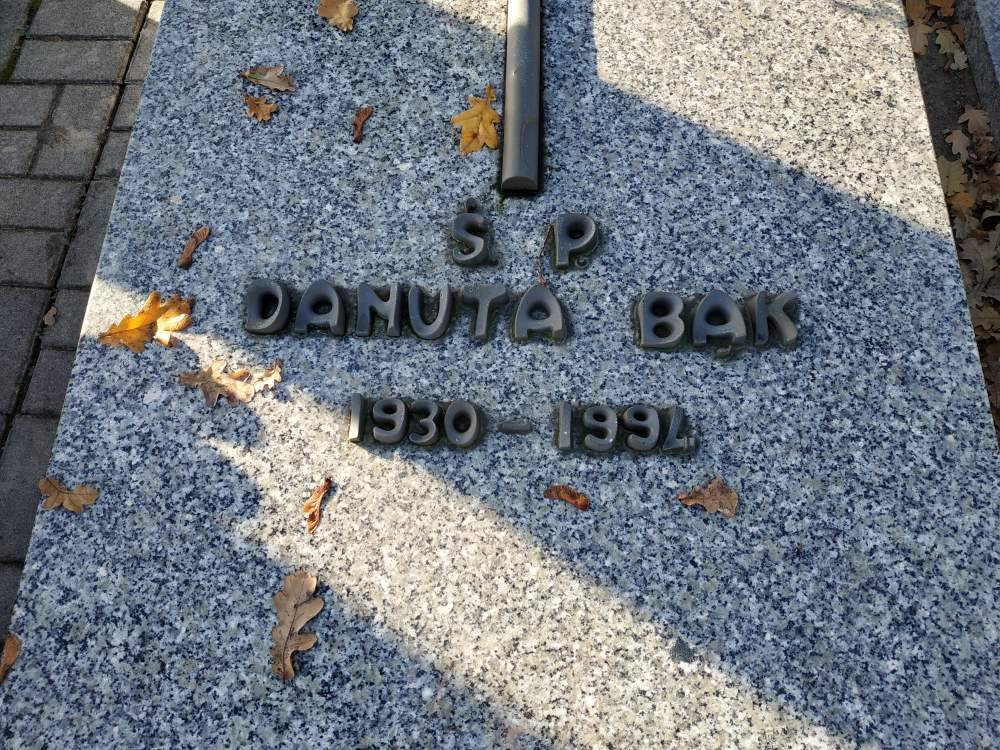 Ś P
DANUTA BĄK
1930 - 1994